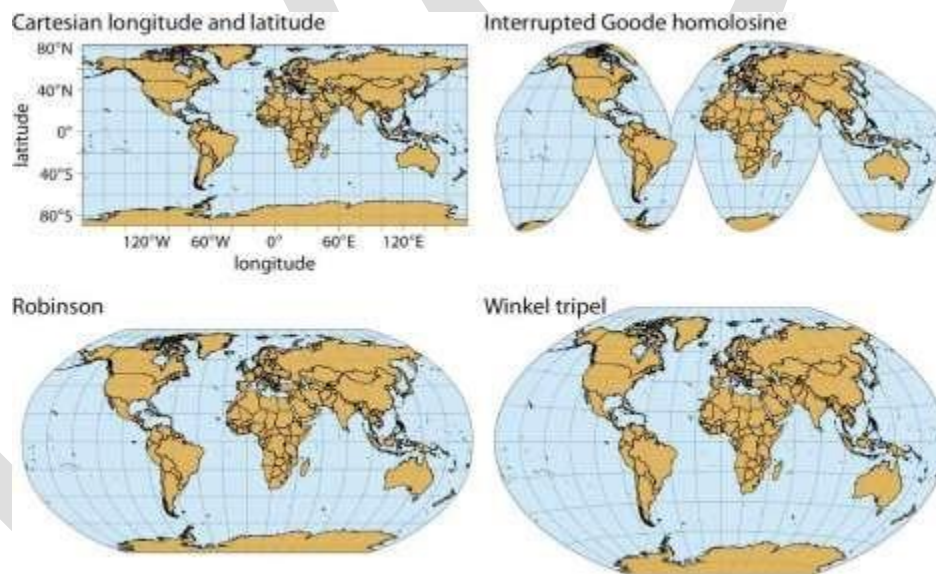 Cartesian longitude and latitude
80°N
40°N
0°
40°S
80°S
latitude
120°W 60°W 0° 60°E 120°E
longitude
Interrupted Goode homolosine
Robinson
Winkel tripel